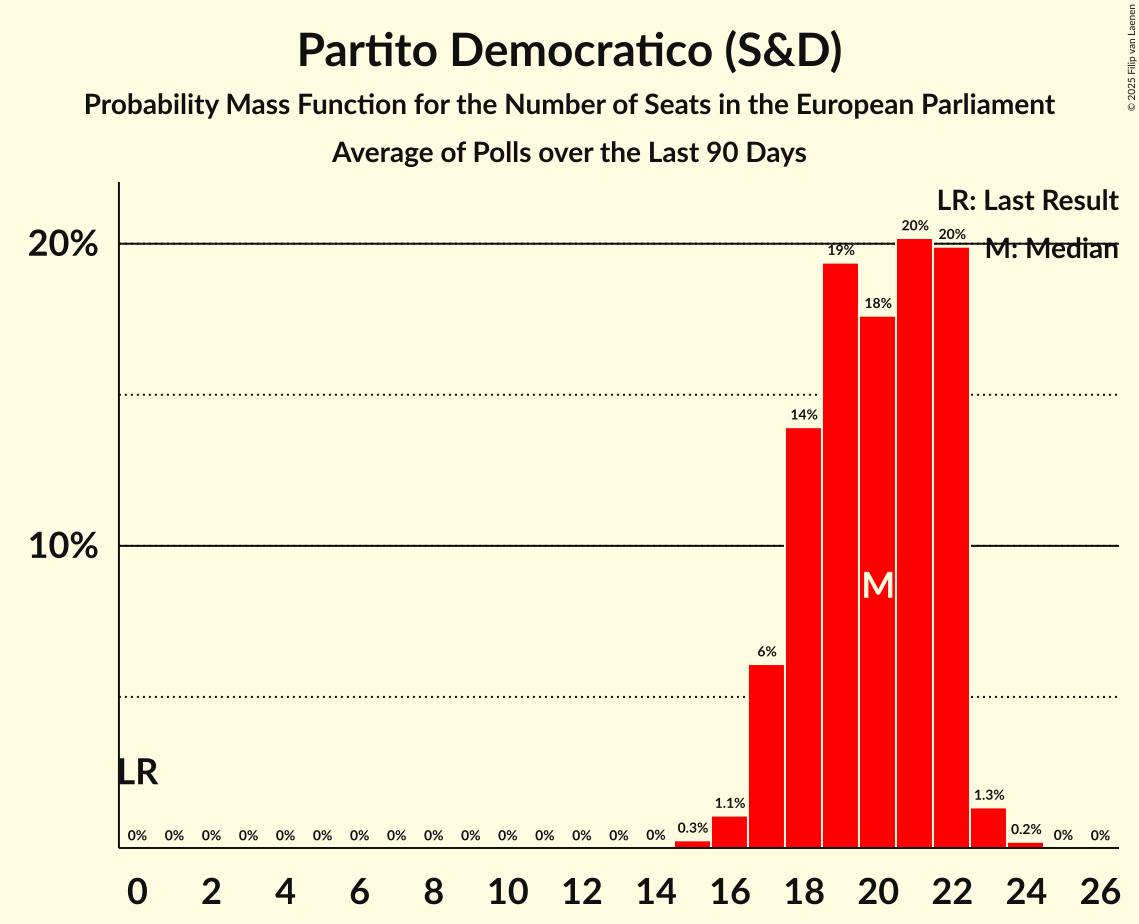 Partito Democratico (S&D)
Probability Mass Function for the Number of Seats in the European Parliament
Average of Polls over the Last 90 Days
© 2025 Filip van Laenen
LR: Last Result
M: Median
20%
10%
0% 0% 0% 0% 0% 0% 0% 0% 0% 0% 0% 0% 0% 0% 0% 0.3% 1.1% 6% 14% 19% 18% 20% 20% 1.3% 0.2% 0% 0%
M
LR
0 2 4 6 8 10 12 14 16 18 20 22 24 26